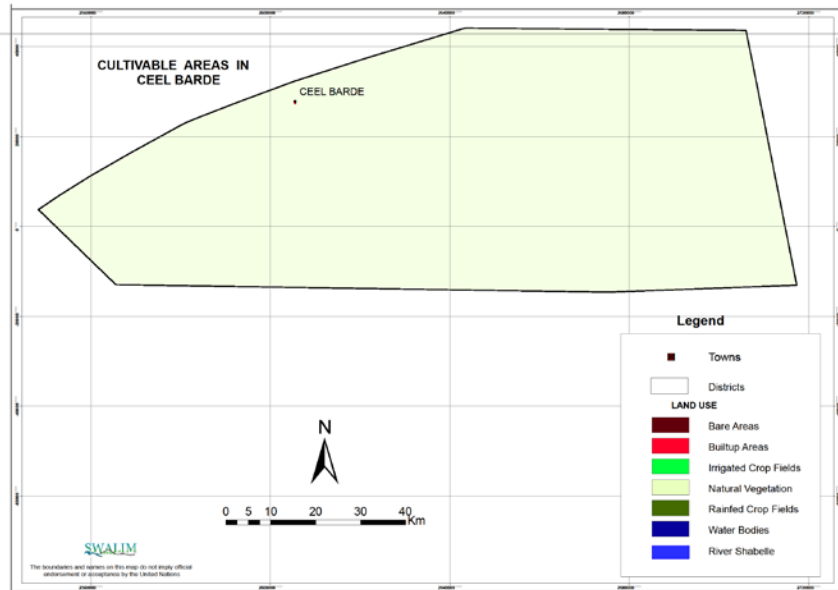 CULTIVABLE AREAS IN
CEEL BARDE
CEEL BARDE
Legend
Towns
Districts
LAND USE
Bare Areas
Builtup Areas
Irrigated Crop Fields
Natural Vegetation
Rainfed Crop Fields
Water Bodies
River Shabelle
N
0 5 10 20 30 40
Km
SWALIM
The boundaries and names on this map do not imply official
endorsement or acceptance by the United Nations